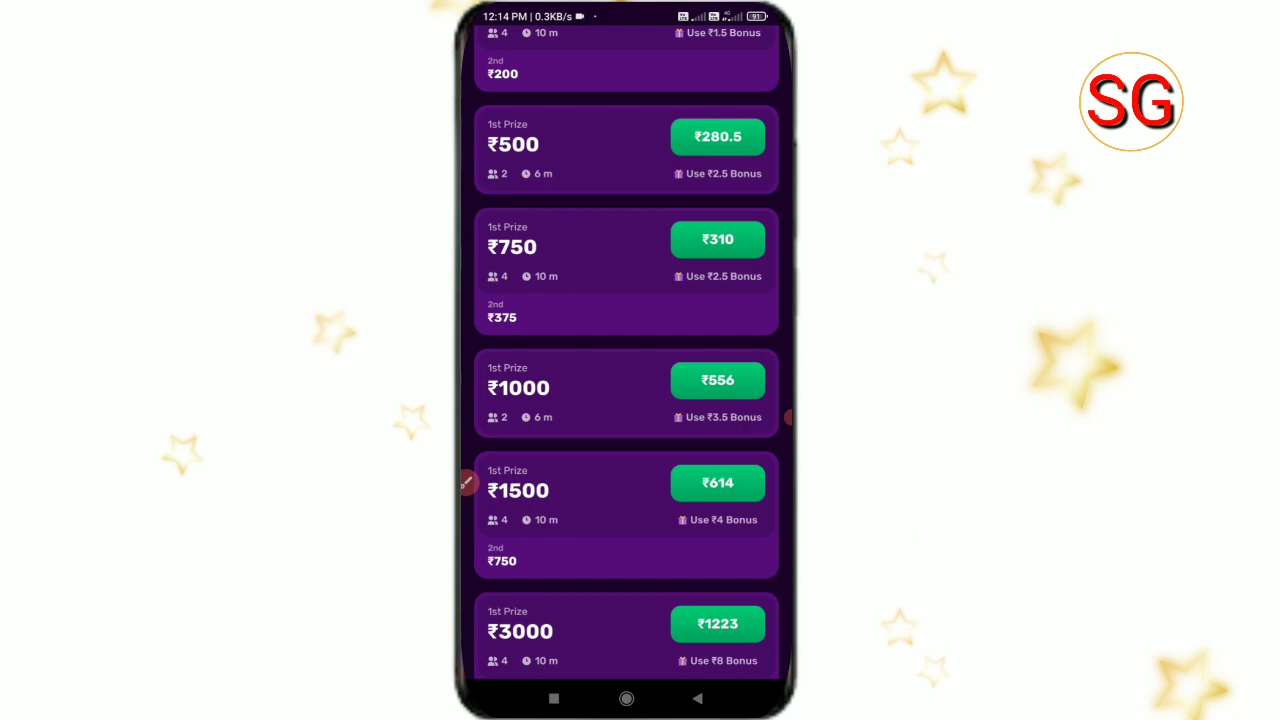 12:14 PM | 0.3KB/s
91
4
10 m
Use ₹1.5 Bonus
2nd
₹200
SG
1st Prize
₹500
₹280.5
2
6 m
Use ₹2.5 Bonus
1st Prize
₹750
₹310
4
10 m
Use ₹2.5 Bonus
2nd
₹375
1st Prize
₹1000
₹556
2
6 m
Use ₹3.5 Bonus
1st Prize
₹1500
₹614
4
10 m
Use ₹4 Bonus
2nd
₹750
1st Prize
₹3000
₹1223
4
10 m
Use ₹8 Bonus